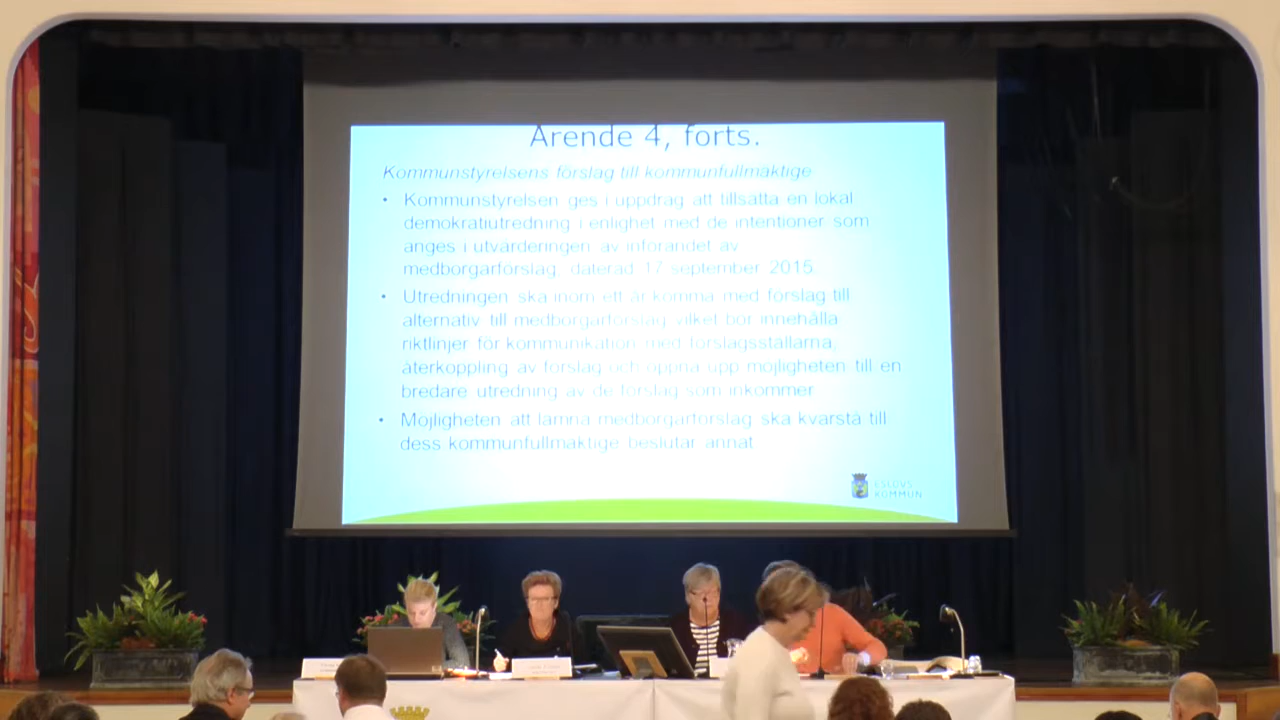 Ärende 4, forts.
Kommunstyrelsens förslag till kommunfullmäktige
• Kommunstyrelsen ges i uppdrag att tillsätta en lokal
demokratiutredning i enlighet med de intentioner som
anges i utvärderingen av införandet av
medborgarförslag, daterad 17 september 2015.
• Utredningen ska inom ett år komma med förslag till
alternativ till medborgarförslag vilket bör innehålla
riktlinjer för kommunikation med förslagsställarna,
återkoppling av förslag och öppna upp möjligheten till en
bredare utredning av de förslag som inkommer.
• Möjligheten att lämna medborgarförslag ska kvarstå till
dess kommunfullmäktige beslutar annat.
ESLÖVS
KOMMUN